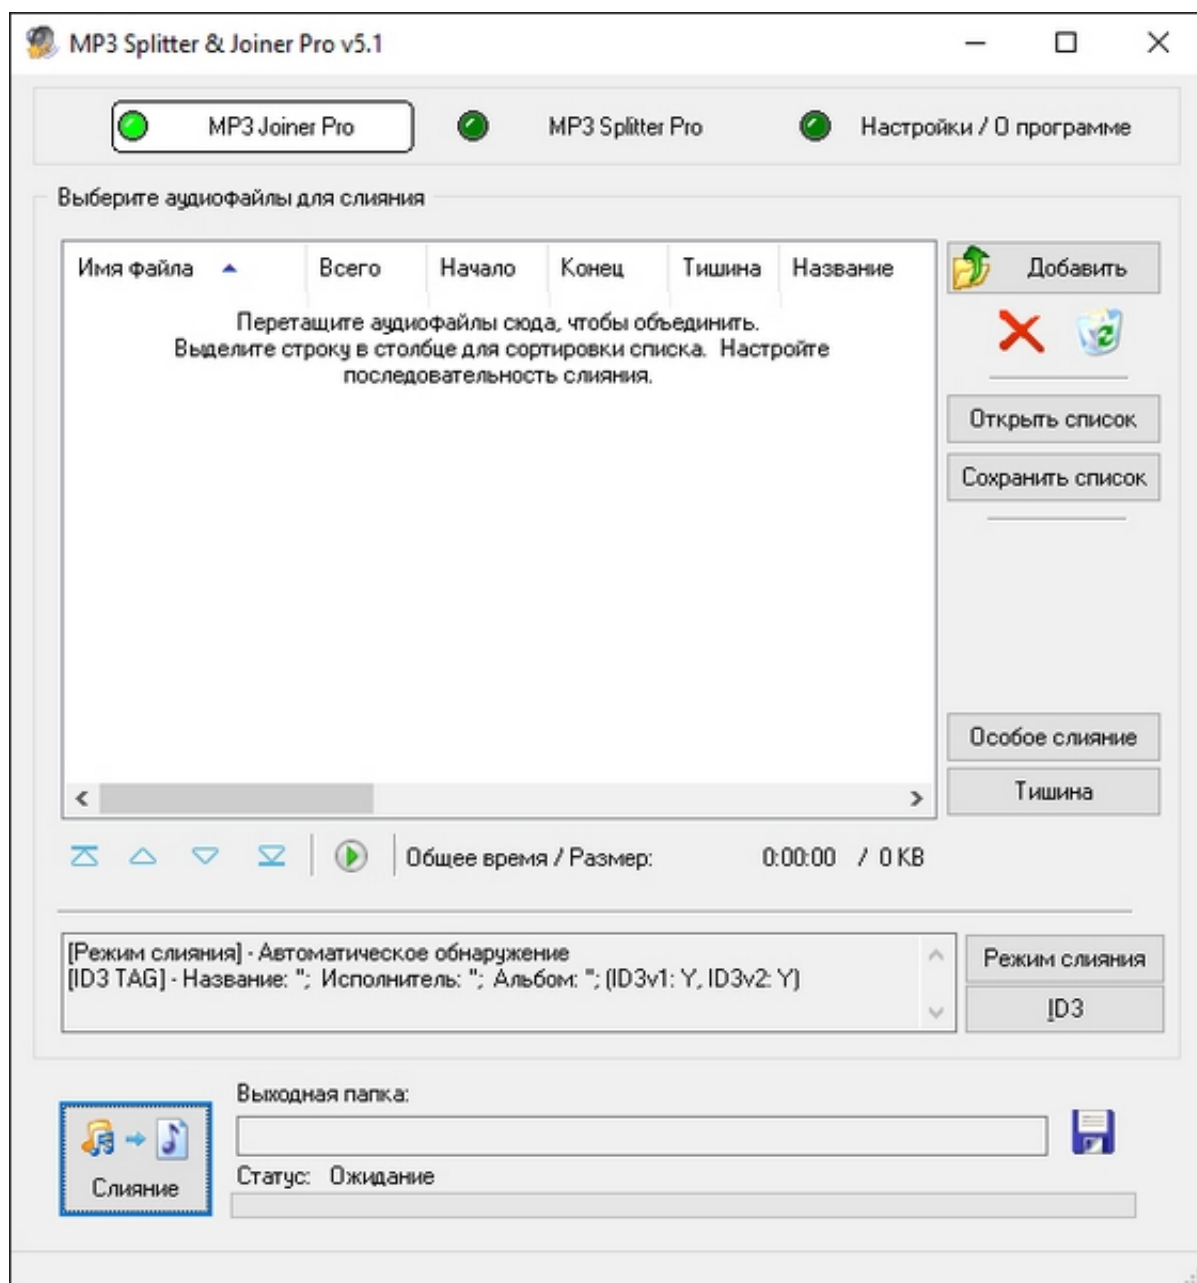 MP3 Splitter & Joiner Pro v5.1
MP3 Joiner Pro
MP3 Splitter Pro
Настройки / О программе
Выберите аудиофайлы для слияния
Имя файла Всего Начало Конец Тишина Название
Добавить
Перетащите аудиофайлы сюда, чтобы объединить.
Выделите строку в столбце для сортировки списка. Настройте
последовательность слияния.
Открыть список
Сохранить список
Особое слияние
Тишина
Общее время / Размер: 0:00:00 / 0 KB
[Режим слияния] - Автоматическое обнаружение
[ID3 TAG] - Название: ''; Исполнитель: ''; Альбом: ''; (ID3v1: Y, ID3v2: Y)
Режим слияния
ID3
Выходная папка:
Статус: Ожидание
Слияние